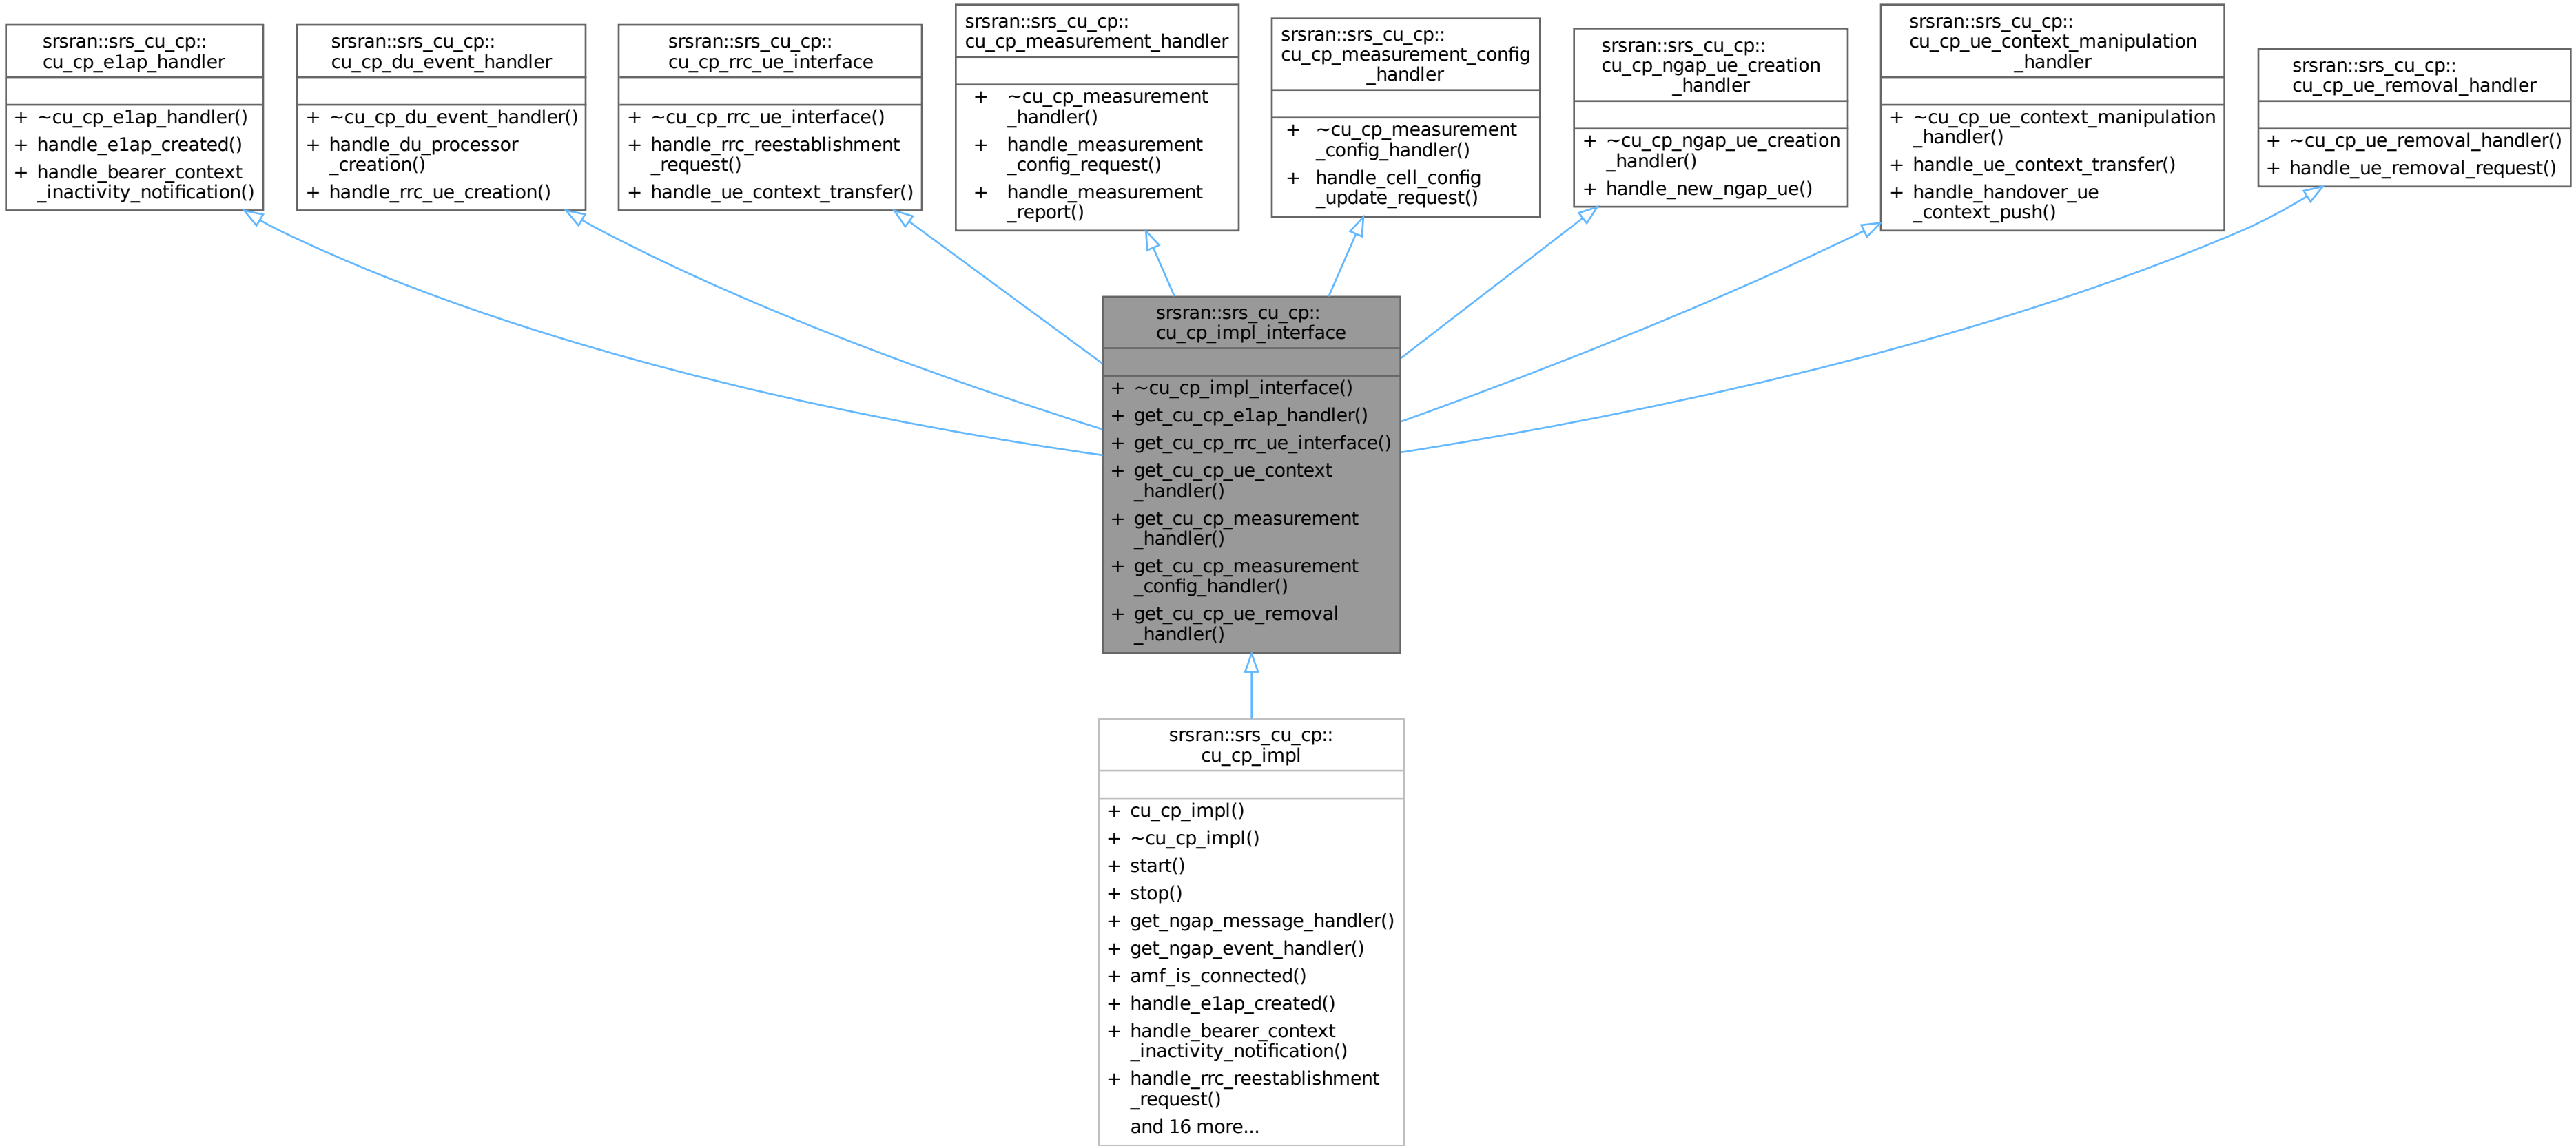 srsran::srs_cu_cp::
cu_cp_e1ap_handler
+ ~cu_cp_e1ap_handler()
+ handle_e1ap_created()
+ handle_bearer_context
_inactivity_notification()
srsran::srs_cu_cp::
cu_cp_du_event_handler
+ ~cu_cp_du_event_handler()
+ handle_du_processor
_creation()
+ handle_rrc_ue_creation()
srsran::srs_cu_cp::
cu_cp_rrc_ue_interface
+ ~cu_cp_rrc_ue_interface()
+ handle_rrc_reestablishment
_request()
+ handle_ue_context_transfer()
srsran::srs_cu_cp::
cu_cp_measurement_handler
+ ~cu_cp_measurement
_handler()
+ handle_measurement
_config_request()
+ handle_measurement
_report()
srsran::srs_cu_cp::
cu_cp_measurement_config
_handler
+ ~cu_cp_measurement
_config_handler()
+ handle_cell_config
_update_request()
srsran::srs_cu_cp::
cu_cp_ngap_ue_creation
_handler
+ ~cu_cp_ngap_ue_creation
_handler()
+ handle_new_ngap_ue()
srsran::srs_cu_cp::
cu_cp_ue_context_manipulation
_handler
+ ~cu_cp_ue_context_manipulation
_handler()
+ handle_ue_context_transfer()
+ handle_handover_ue
_context_push()
srsran::srs_cu_cp::
cu_cp_ue_removal_handler
+ ~cu_cp_ue_removal_handler()
+ handle_ue_removal_request()
srsran::srs_cu_cp::
cu_cp_impl_interface
+ ~cu_cp_impl_interface()
+ get_cu_cp_e1ap_handler()
+ get_cu_cp_rrc_ue_interface()
+ get_cu_cp_ue_context
_handler()
+ get_cu_cp_measurement
_handler()
+ get_cu_cp_measurement
_config_handler()
+ get_cu_cp_ue_removal
_handler()
srsran::srs_cu_cp::
cu_cp_impl
+ cu_cp_impl()
+ ~cu_cp_impl()
+ start()
+ stop()
+ get_ngap_message_handler()
+ get_ngap_event_handler()
+ amf_is_connected()
+ handle_e1ap_created()
+ handle_bearer_context
_inactivity_notification()
+ handle_rrc_reestablishment
_request()
and 16 more...